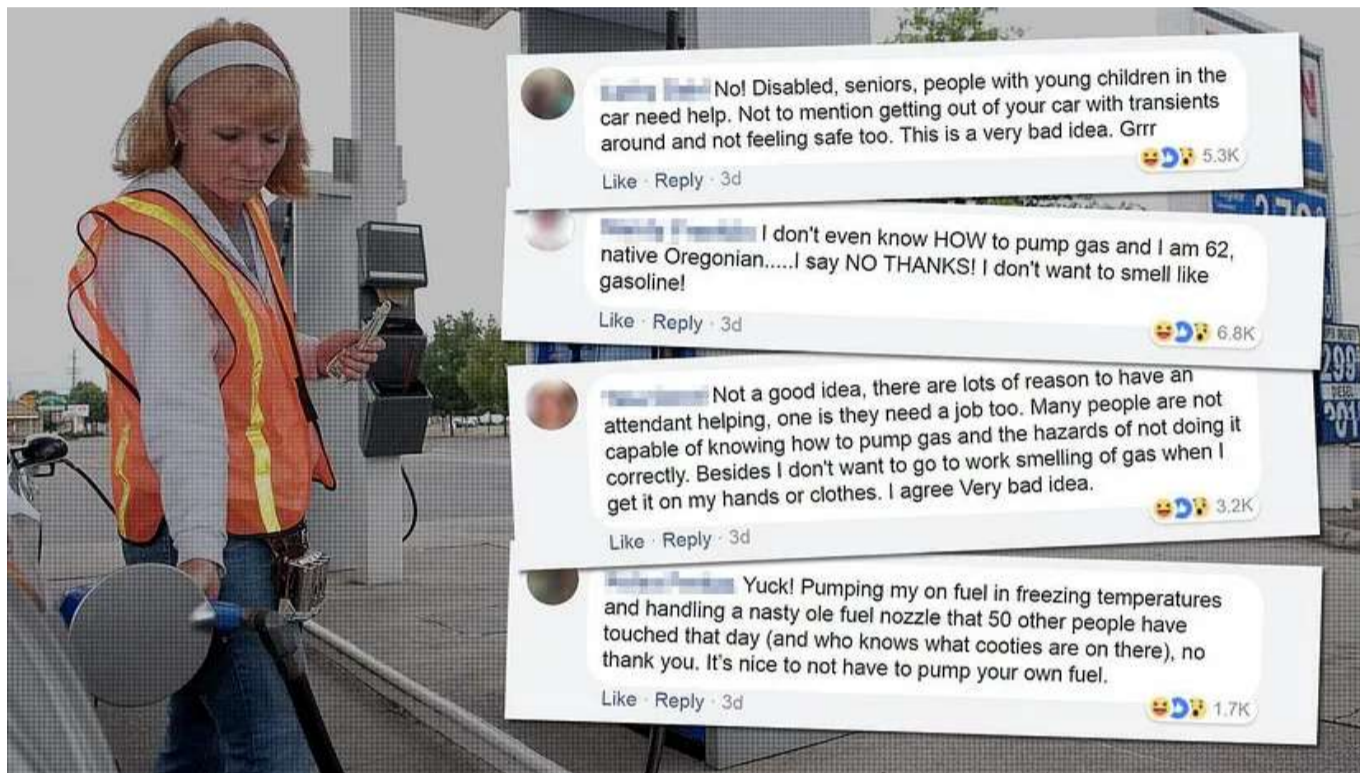 No! Disabled, seniors, people with young children in the
car need help. Not to mention getting out of your car with transients
around and not feeling safe too. This is a very bad idea. Grrr
5.3K
Like · Reply · 3d
I don't even know HOW to pump gas and I am 62,
native Oregonian.....I say NO THANKS! I don't want to smell like
gasoline!
Like · Reply · 3d
6.8K
Not a good idea, there are lots of reason to have an
attendant helping, one is they need a job too. Many people are not
capable of knowing how to pump gas and the hazards of not doing it
correctly. Besides I don't want to go to work smelling of gas when I
get it on my hands or clothes. I agree Very bad idea.
3.2K
Like · Reply · 3d
Yuck! Pumping my on fuel in freezing temperatures
and handling a nasty ole fuel nozzle that 50 other people have
touched that day (and who knows what cooties are on there), no
thank you. It's nice to not have to pump your own fuel.
Like · Reply · 3d
1.7K
299
DIESEL
301